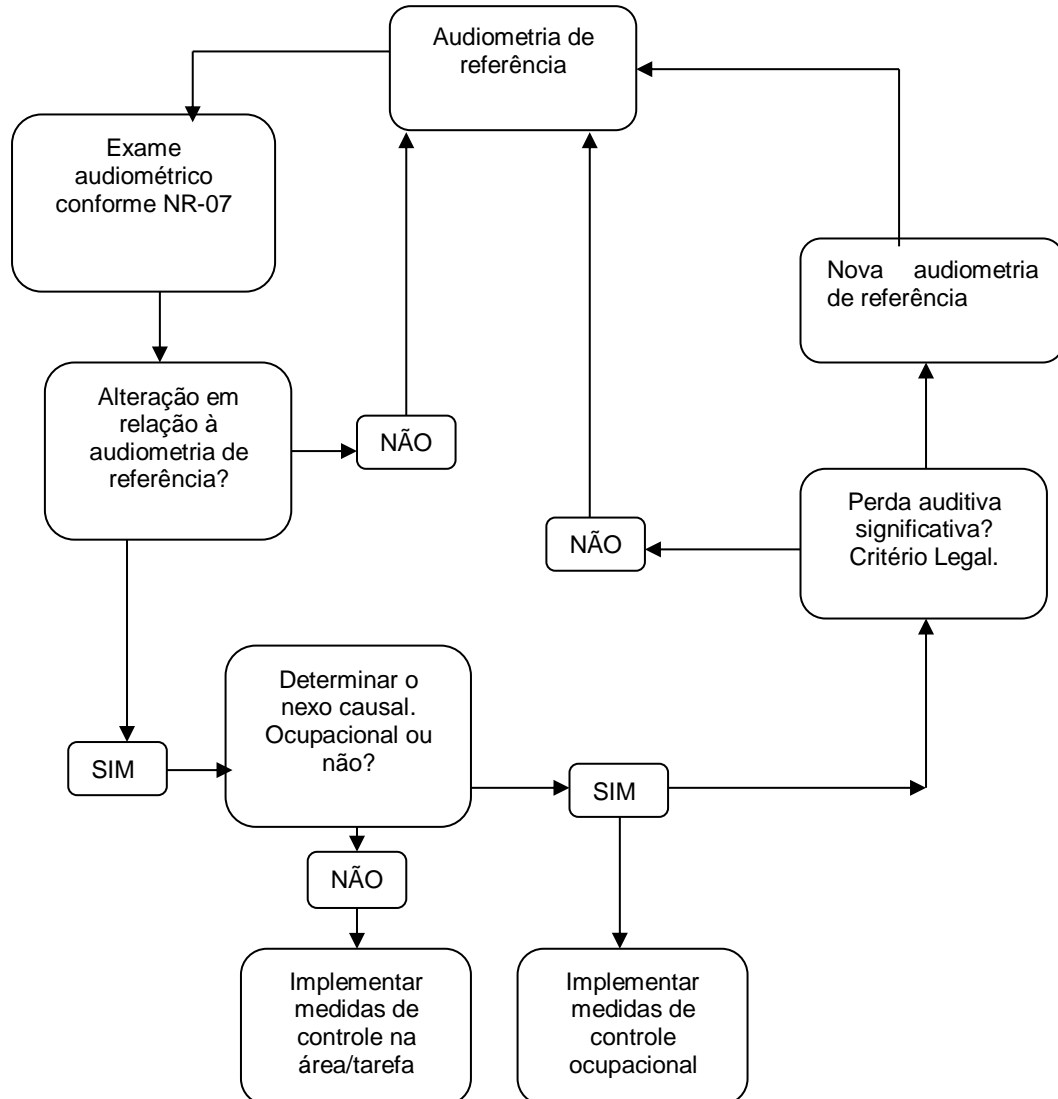 Audiometria de
referência
Exame
audiométrico
conforme NR-07
Nova audiometria
de referência
Alteração em
relação à
audiometria de
referência?
NÃO
Perda auditiva
significativa?
Critério Legal.
NÃO
Determinar o
nexo causal.
Ocupacional ou
não?
SIM
SIM
NÃO
Implementar
medidas de
controle na
área/tarefa
Implementar
medidas de
controle
ocupacional